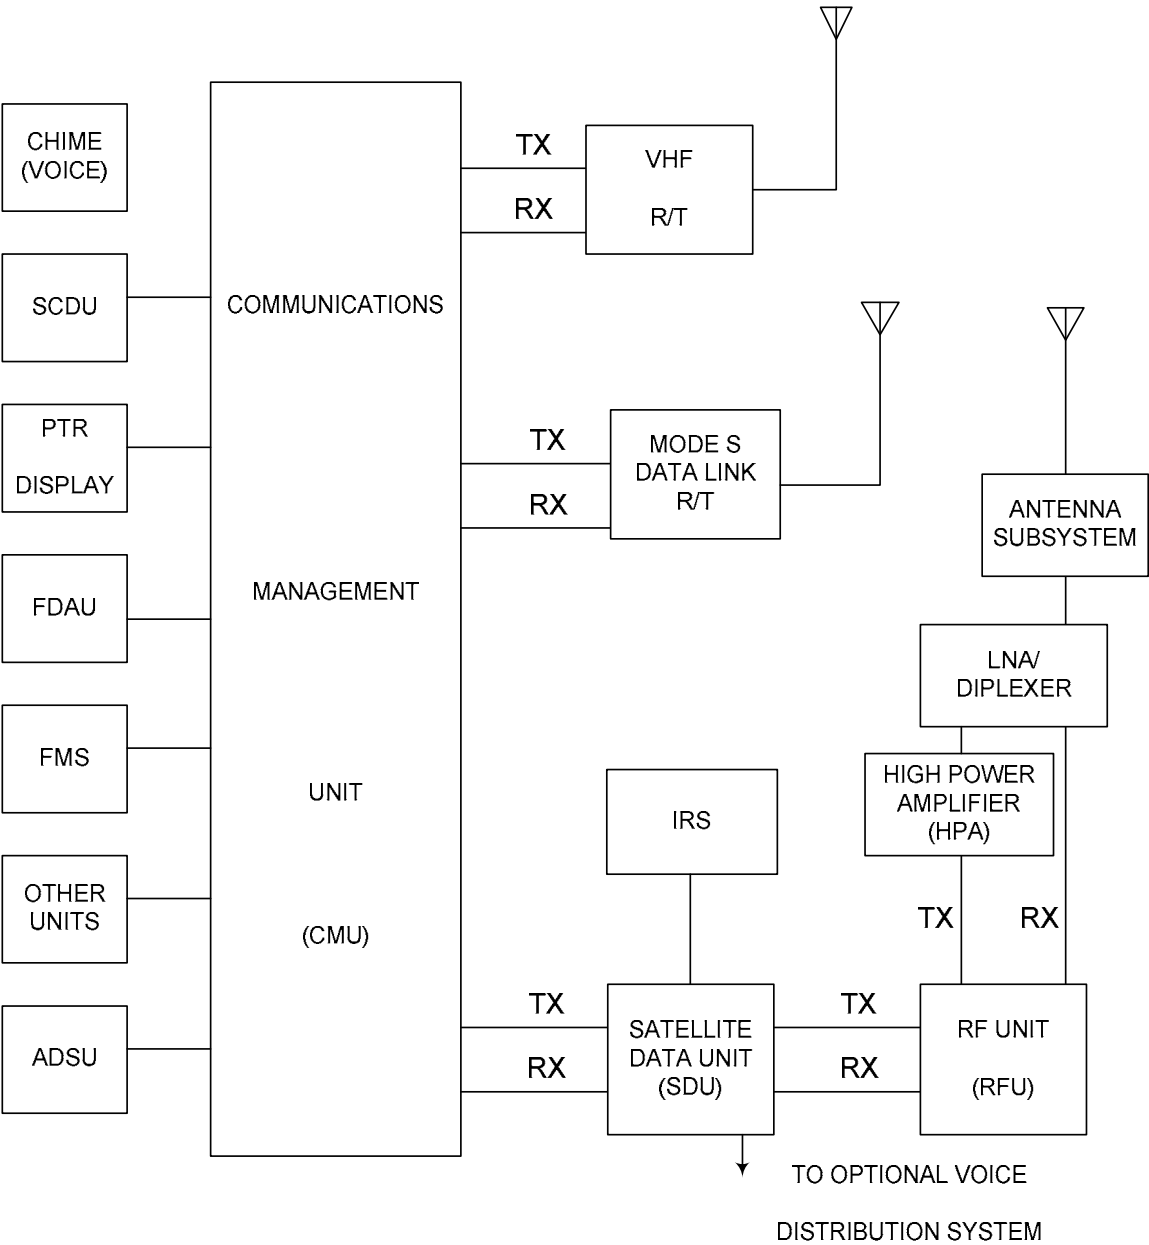 CHIME
(VOICE)
SCDU
PTR
DISPLAY
FDAU
FMS
OTHER
UNITS
ADSU
COMMUNICATIONS
MANAGEMENT
UNIT
(CMU)
TX
RX
VHF
R/T
TX
RX
MODE S
DATA LINK
R/T
ANTENNA
SUBSYSTEM
LNA/
DIPLEXER
HIGH POWER
AMPLIFIER
(HPA)
IRS
TX
RX
TX
RX
SATELLITE
DATA UNIT
(SDU)
TX
RX
RF UNIT
(RFU)
TO OPTIONAL VOICE
DISTRIBUTION SYSTEM